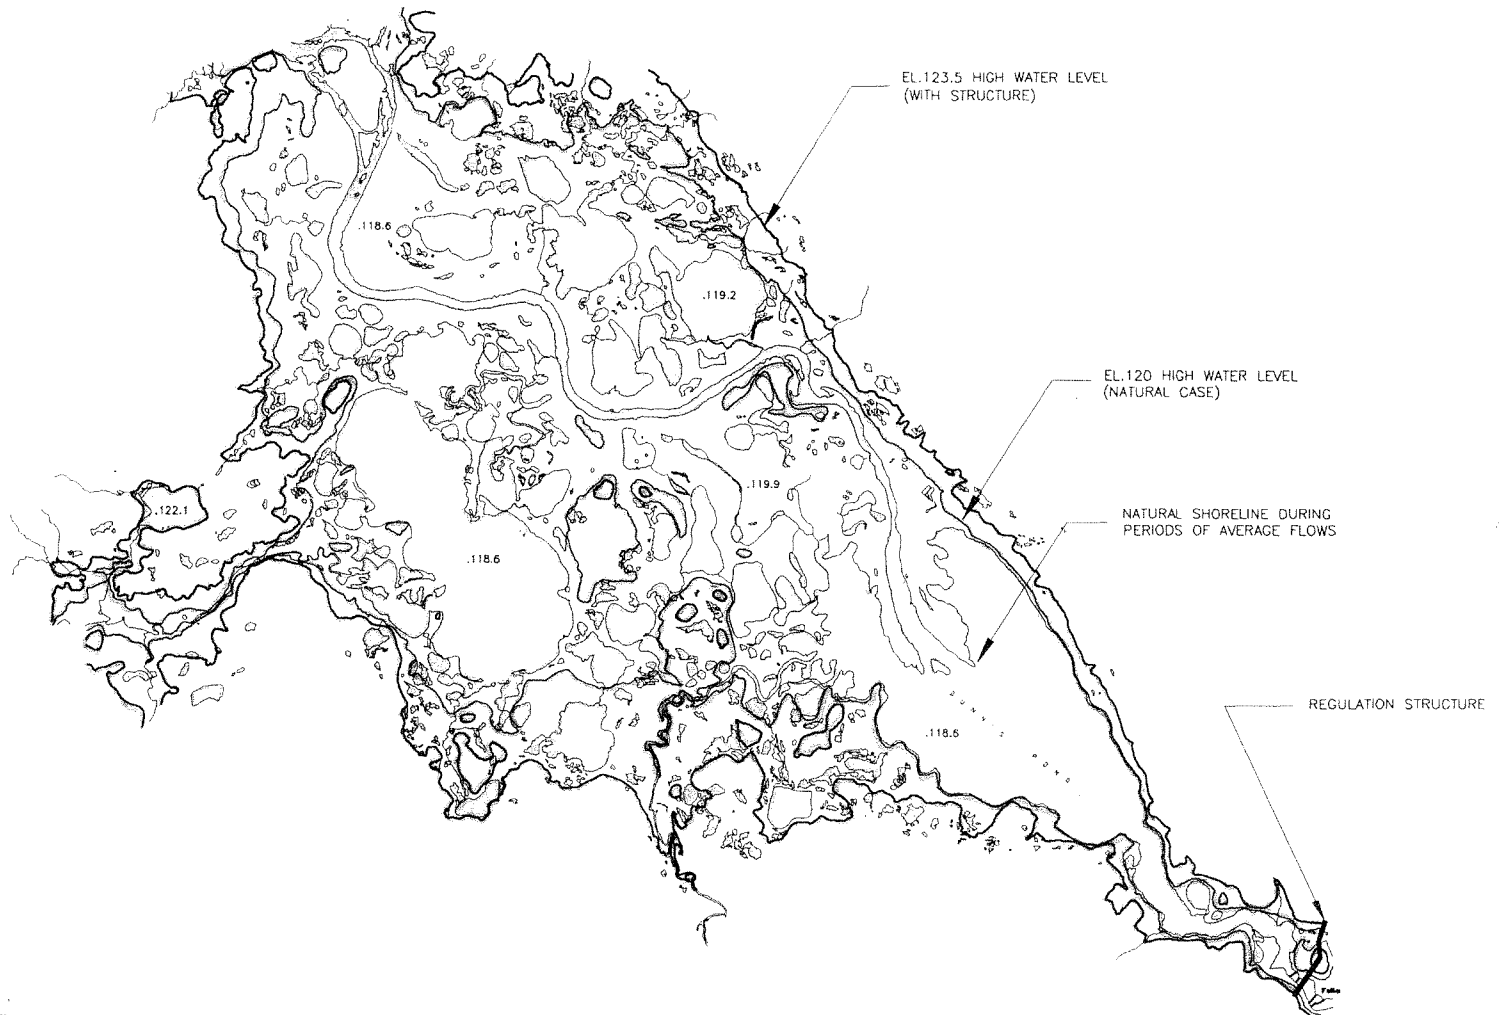 EL.123.5 HIGH WATER LEVEL
(WITH STRUCTURE)
.118.6
.119.2
EL.120 HIGH WATER LEVEL
(NATURAL CASE)
.119.9
.122.1
NATURAL SHORELINE DURING
PERIODS OF AVERAGE FLOWS
.118.6
REGULATION STRUCTURE
.118.6